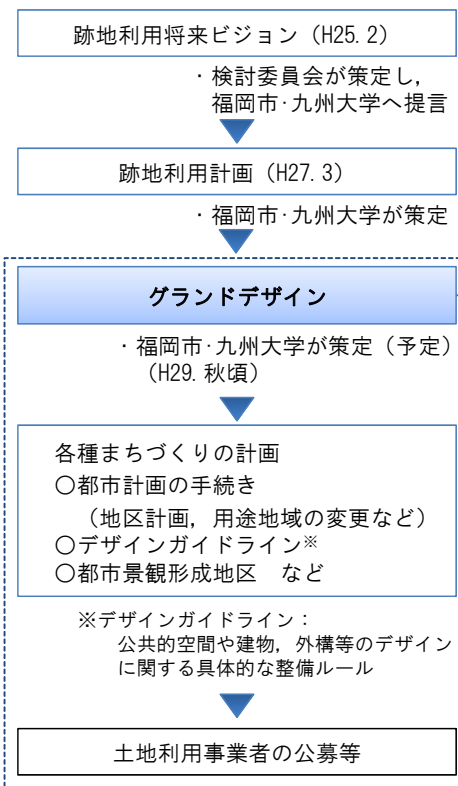 跡地利用将来ビジョン（H25.2）
・検討委員会が策定し，
福岡市・九州大学へ提言
跡地利用計画（H27.3）
・福岡市・九州大学が策定
グランドデザイン
・福岡市・九州大学が策定（予定）
（H29.秋頃）
各種まちづくりの計画
○都市計画の手続き
（地区計画，用途地域の変更など）
○デザインガイドライン※
○都市景観形成地区　など
※デザインガイドライン：
公共的空間や建物，外構等のデザイン
に関する具体的な整備ルール
土地利用事業者の公募等